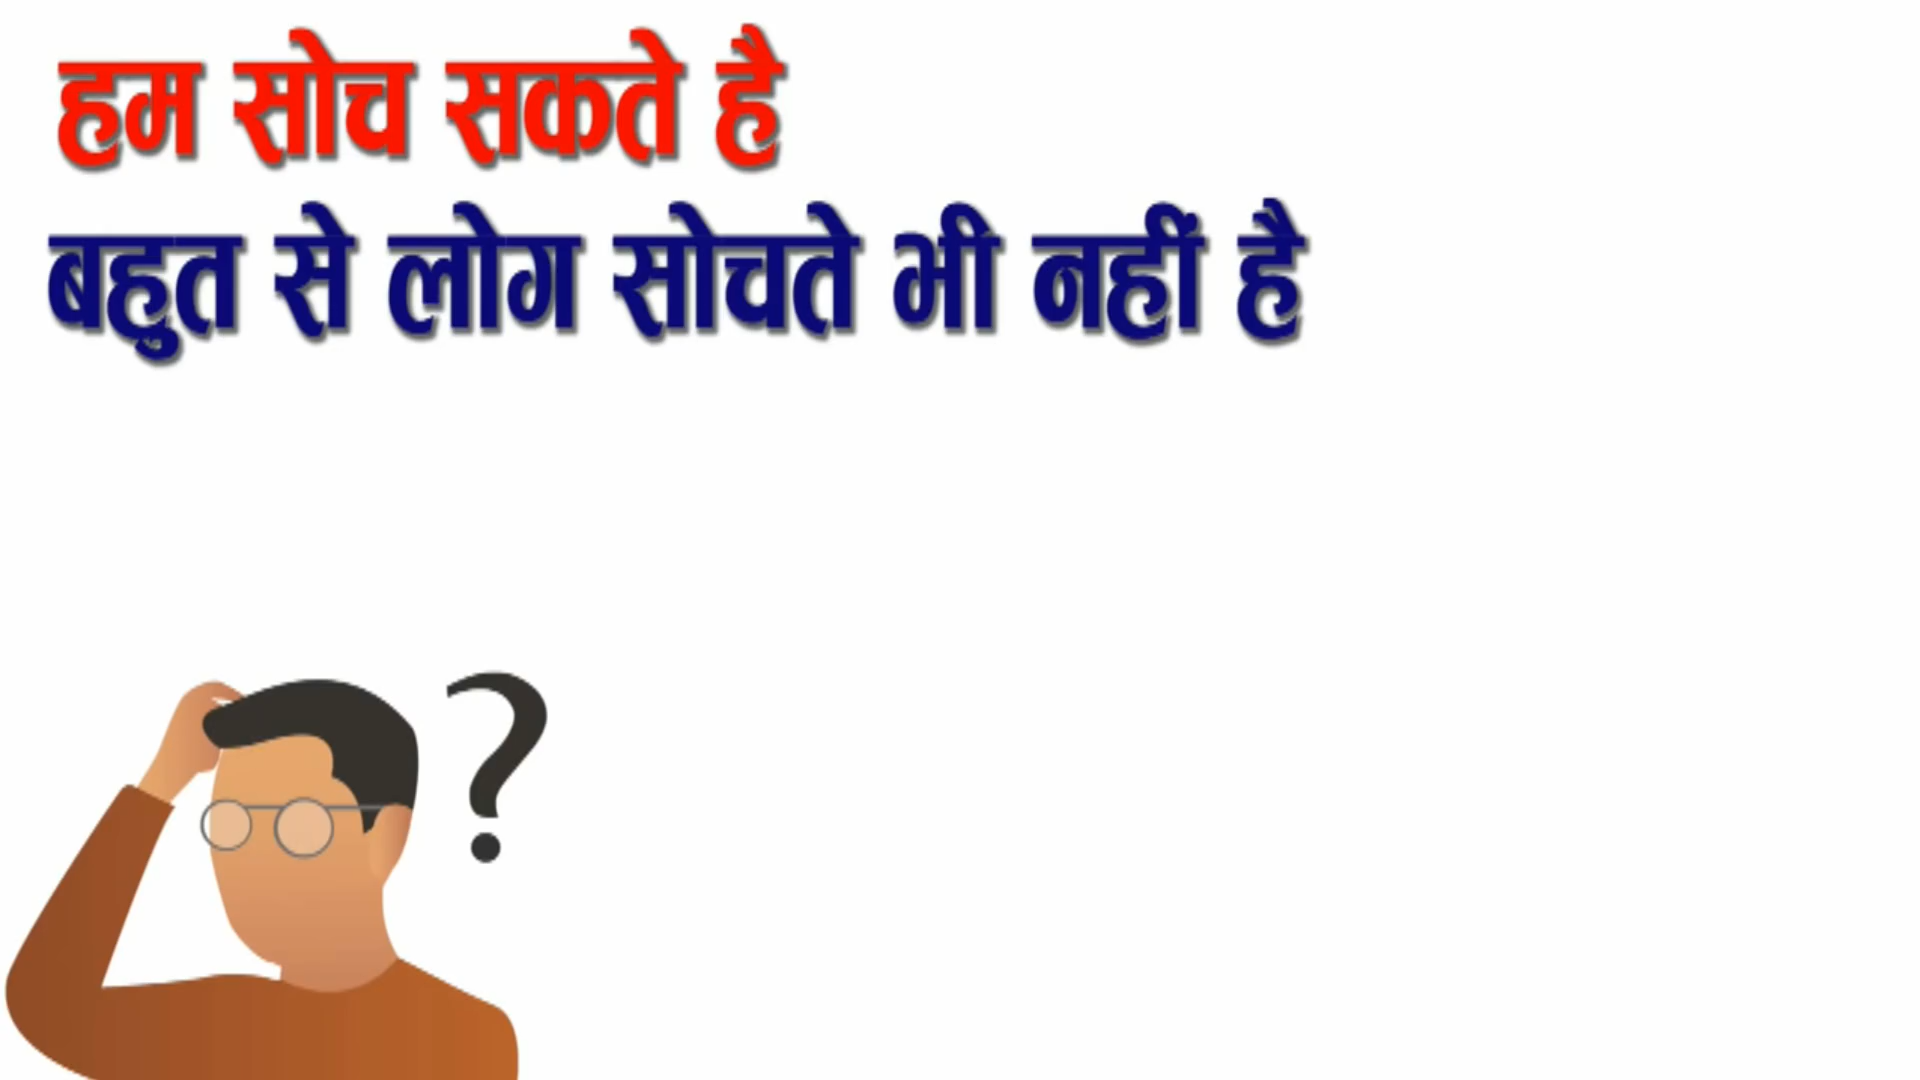 हम सोच सकते है
बहुत से लोग सोचते भी नहीं है
?